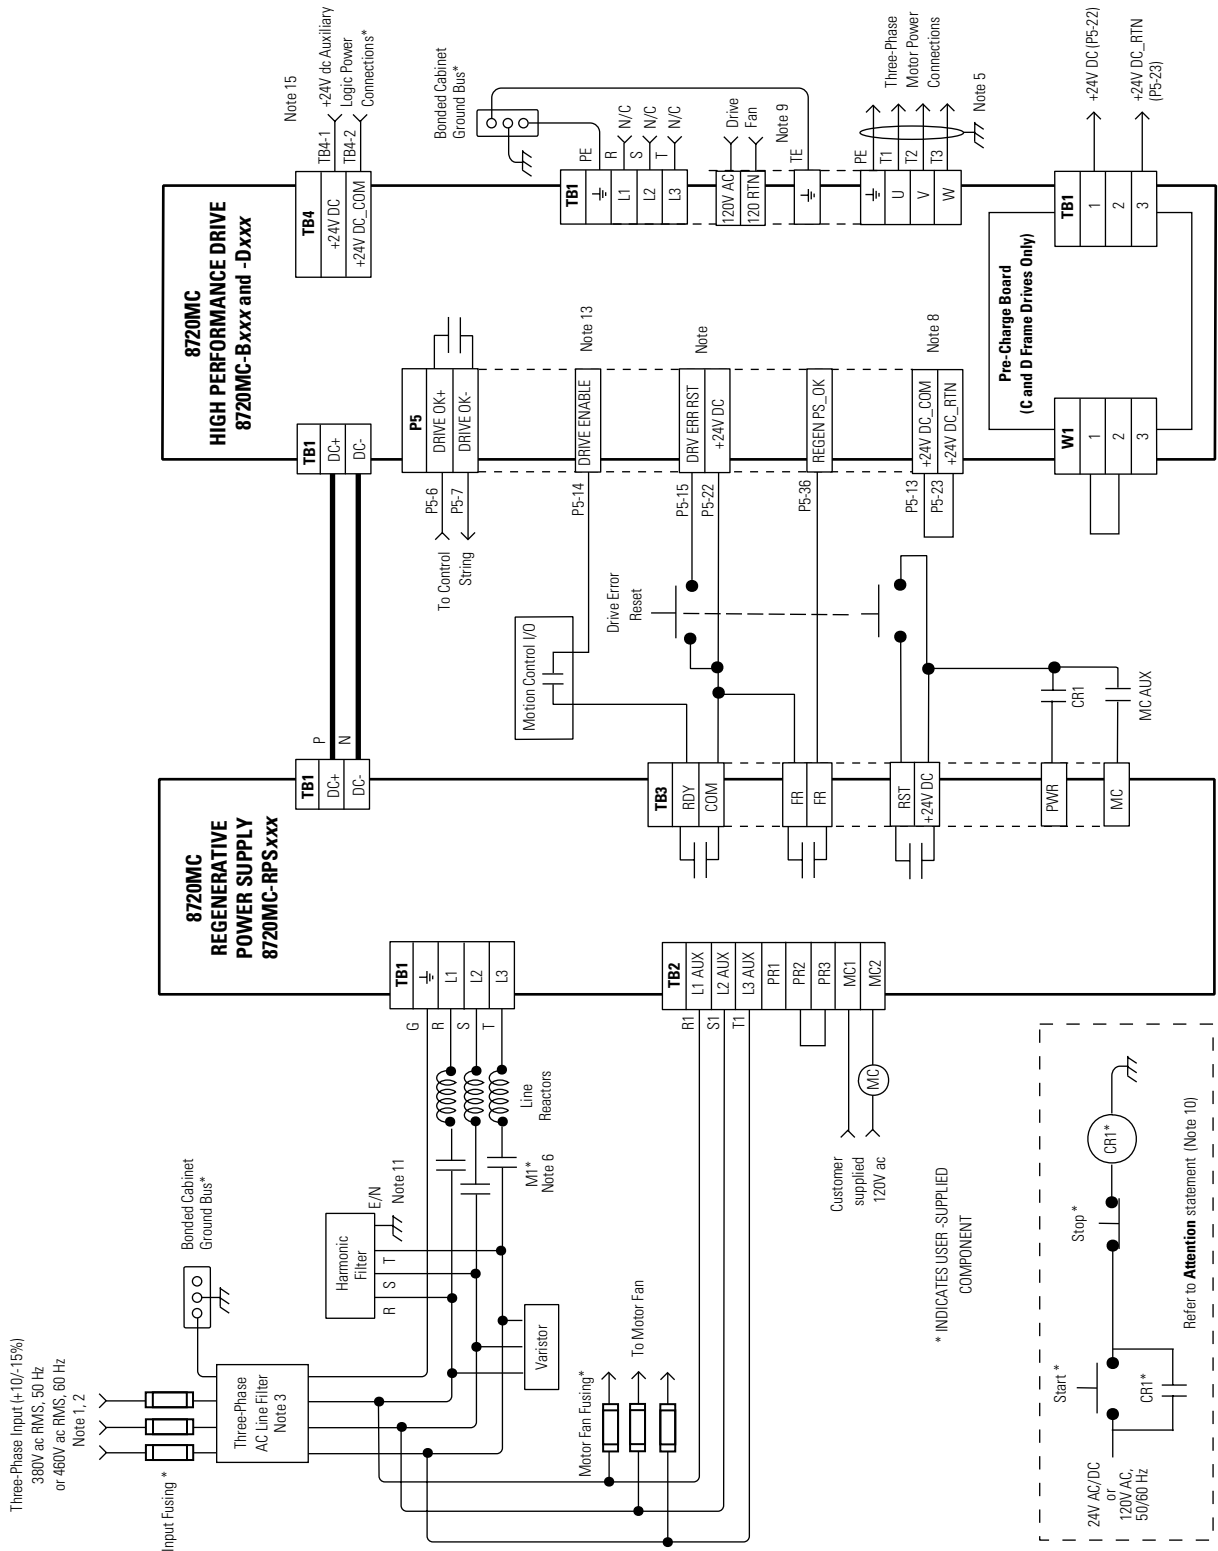 8720MC
HIGH PERFORMANCE DRIVE
8720MC-Bxxx and -Dxxx
8720MC
REGENERATIVE
POWER SUPPLY
8720MC-RPSxxx
Three-Phase Input (+10/-15%)
380V ac RMS, 50 Hz
or 460V ac RMS, 60 Hz
Note 1, 2
Input Fusing *
Three-Phase
AC Line Filter
Note 3
Bonded Cabinet
Ground Bus*
Harmonic
Filter
R
S
T
E/N
Note 11
Varistor
M1*
Note 6
Line
Reactors
Motor Fan Fusing*
To Motor Fan
G
R
S
T
TB1
L1
L2
L3
R1
S1
T1
TB2
L1 AUX
L2 AUX
L3 AUX
PR1
PR2
PR3
MC1
MC2
MC
Customer
supplied
120V ac
* INDICATES USER -SUPPLIED
COMPONENT
24V AC/DC
or
120V AC,
50/60 Hz
Start *
CR1*
Stop *
CR1*
Refer to Attention statement (Note 10)
TB1
DC+
DC-
P
N
TB1
DC+
DC-
TB3
RDY
COM
FR
FR
RST
+24V DC
PWR
MC
CR1
MC AUX
Motion Control I/O
Drive Error
Reset
To Control
String
P5-6
P5-7
P5-14
P5-15
P5-22
P5-36
P5-13
P5-23
P5
DRIVE OK+
DRIVE OK-
DRIVE ENABLE
DRV ERR RST
+24V DC
REGEN PS_OK
+24V DC_COM
+24V DC_RTN
Note 13
Note
Note 8
W1
1
2
3
Pre-Charge Board
(C and D Frame Drives Only)
TB1
1
2
3
+24V DC (P5-22)
+24V DC_RTN
(P5-23)
TB4
+24V DC
+24V DC_COM
TB4-1
TB4-2
Note 15
+24V dc Auxiliary
Logic Power
Connections*
Bonded Cabinet
Ground Bus*
TB1
L1
L2
L3
PE
R
S
T
N/C
N/C
N/C
120V AC
120 RTN
Drive
Fan
Note 9
TE
PE
U
V
W
T1
T2
T3
Three-Phase
Motor Power
Connections
Note 5